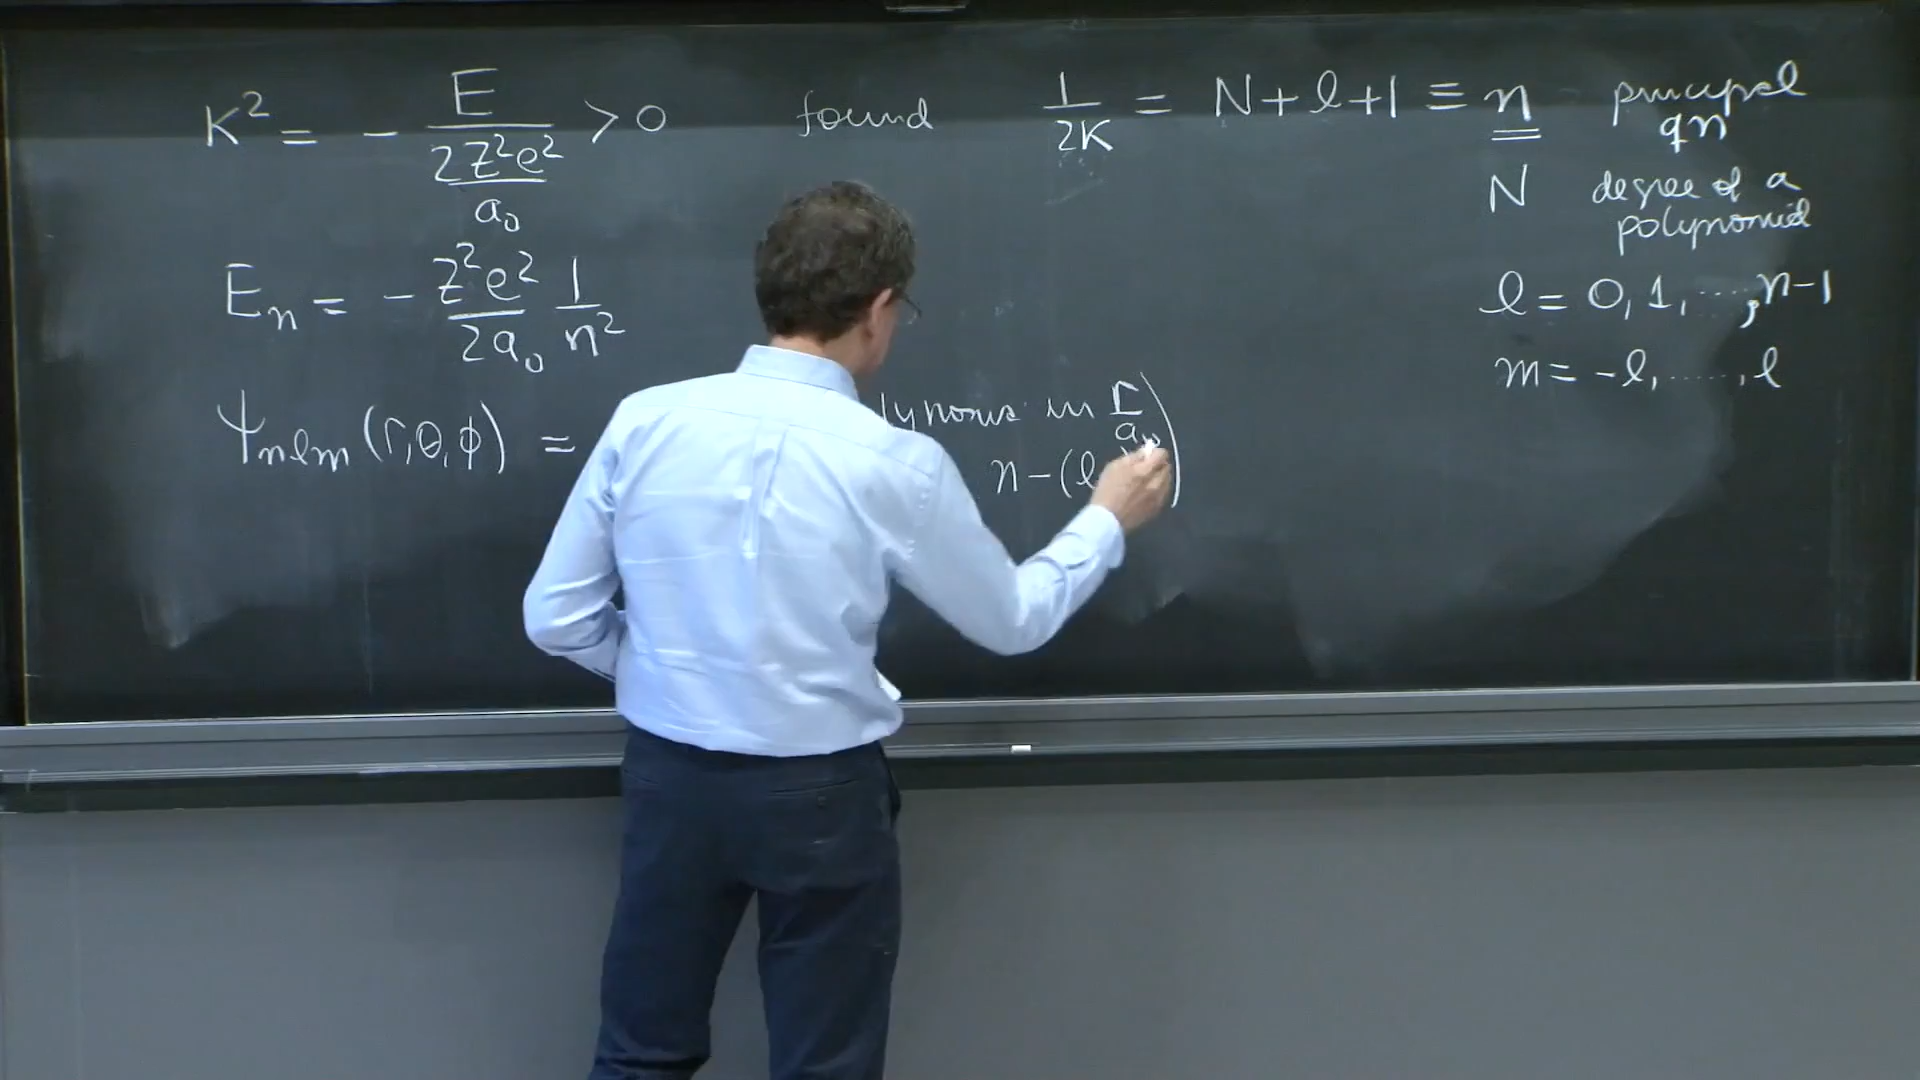 K² = - E / (2Z²e² / a₀) > 0 found 1/2K = N + l + 1 ≡ n principal qn
N degree of a polynomial
Eₙ = - Z²e²/2a₀ 1/n²
l = 0, 1, ..., n-1
m = -l, ....., l
Ψₙₗₘ (r, θ, φ) = in r/a₀ )
n - (l